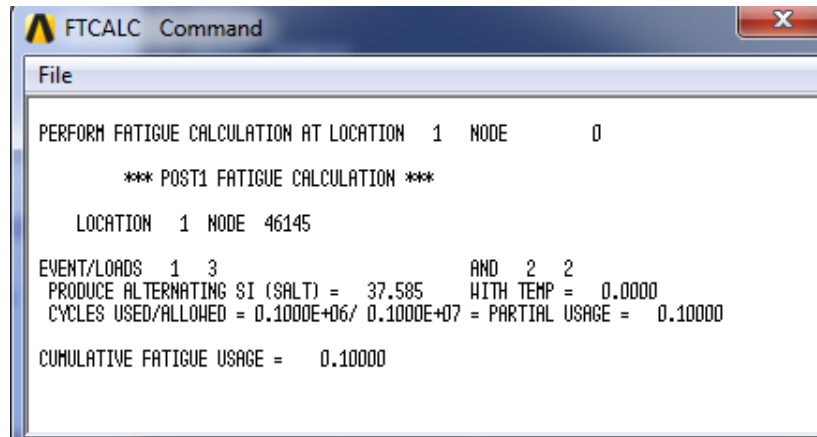 FTCALC Command
File
PERFORM FATIGUE CALCULATION AT LOCATION 1 NODE 0
*** POST1 FATIGUE CALCULATION ***
LOCATION 1 NODE 46145
EVENT/LOADS 1 3 AND 2 2
PRODUCE ALTERNATING SI (SALT) = 37.585 WITH TEMP = 0.0000
CYCLES USED/ALLOWED = 0.1000E+06/ 0.1000E+07 = PARTIAL USAGE = 0.10000
CUMULATIVE FATIGUE USAGE = 0.10000